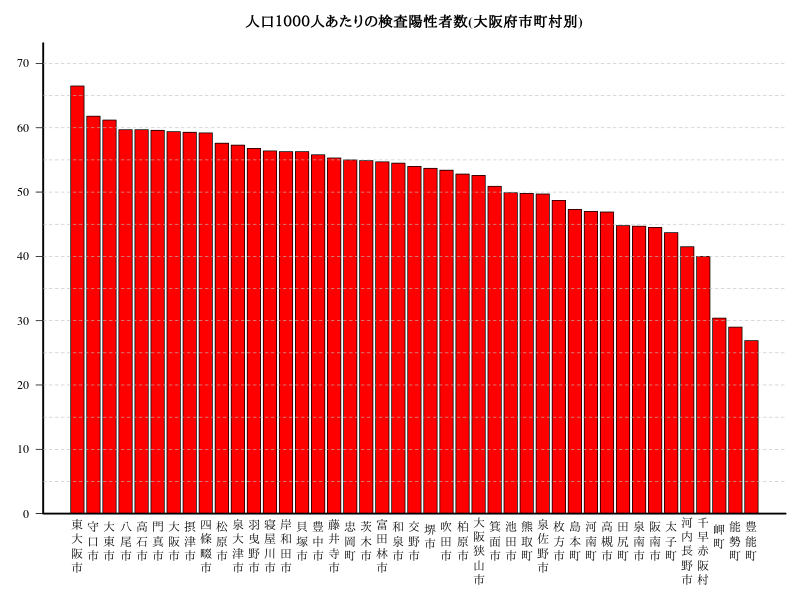 人口1000人あたりの検査陽性者数(大阪府市町村別)
70
60
50
40
30
20
10
0
東大阪市
守口市
大東市
八尾市
高石市
門真市
大阪市
摂津市
四條畷市
松原市
泉大津市
羽曳野市
寝屋川市
岸和田市
貝塚市
豊中市
藤井寺市
忠岡町
茨木市
富田林市
和泉市
交野市
堺市
吹田市
柏原市
大阪狭山市
箕面市
池田市
熊取町
泉佐野市
枚方市
島本町
河南町
高槻市
田尻町
泉南市
阪南市
太子町
河内長野市
千早赤阪村
岬町
能勢町
豊能町